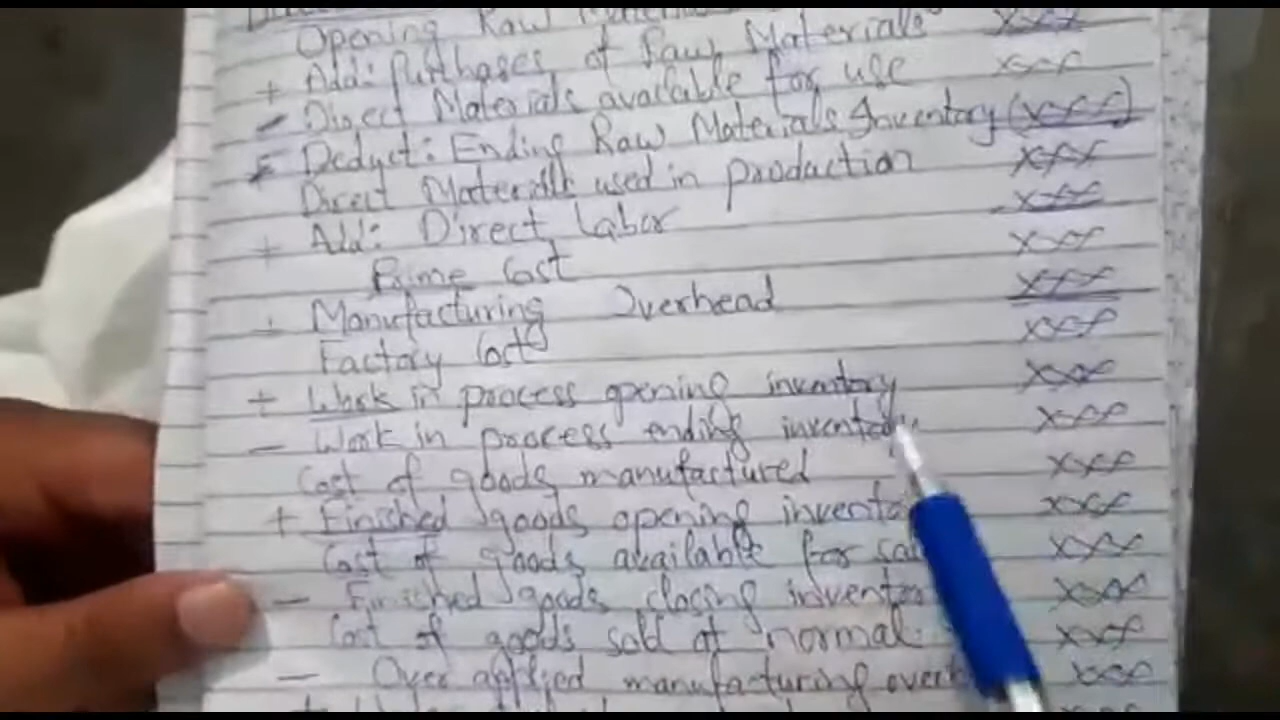 Opening Raw Materials xxx
+ Add: Purchases of Raw Materials xxx
- Direct Materials available for use xxx
Deduct: Ending Raw Materials Inventory (xxx)
Direct Materials used in production xxx
+ Add: Direct Labor xxx
Prime Cost xxx
+ Manufacturing Overhead xxx
Factory Cost xxx
+ Work in process opening inventory xxx
- Work in process ending inventory xxx
Cost of goods manufactured xxx
+ Finished goods opening invento xxx
Cost of goods available for sal xxx
- Finished goods closing invento xxx
Cost of goods sold at normal xxx
- Over applied manufacturing overh xxx